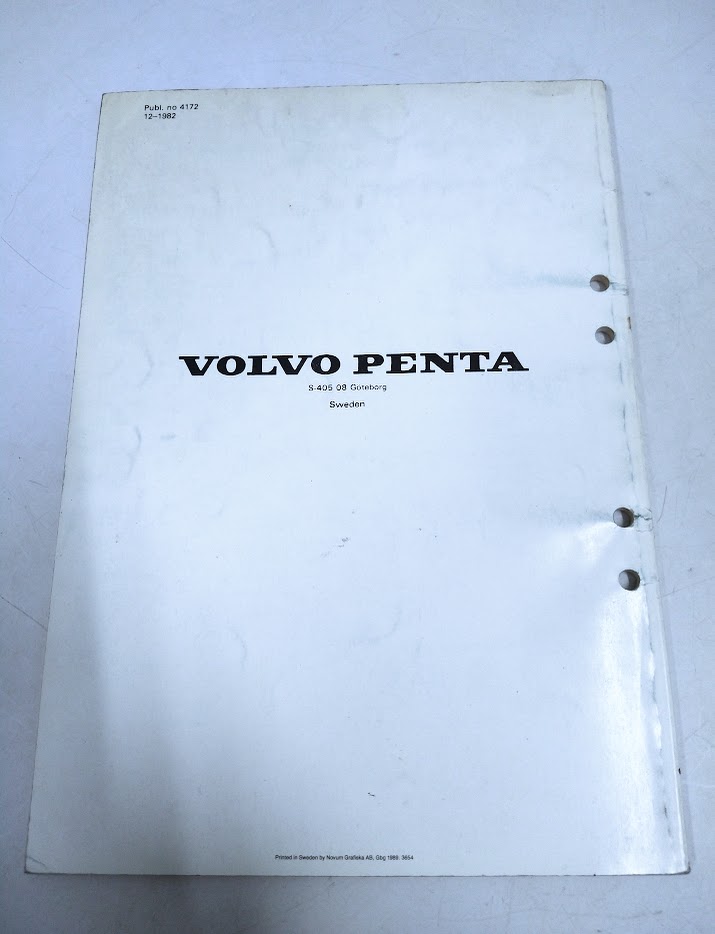 Publ. no 4172
12–1982
VOLVO PENTA
S-405 08 Göteborg
Sweden
Printed in Sweden by Novum Grafiska AB, Gbg 1989. 3654